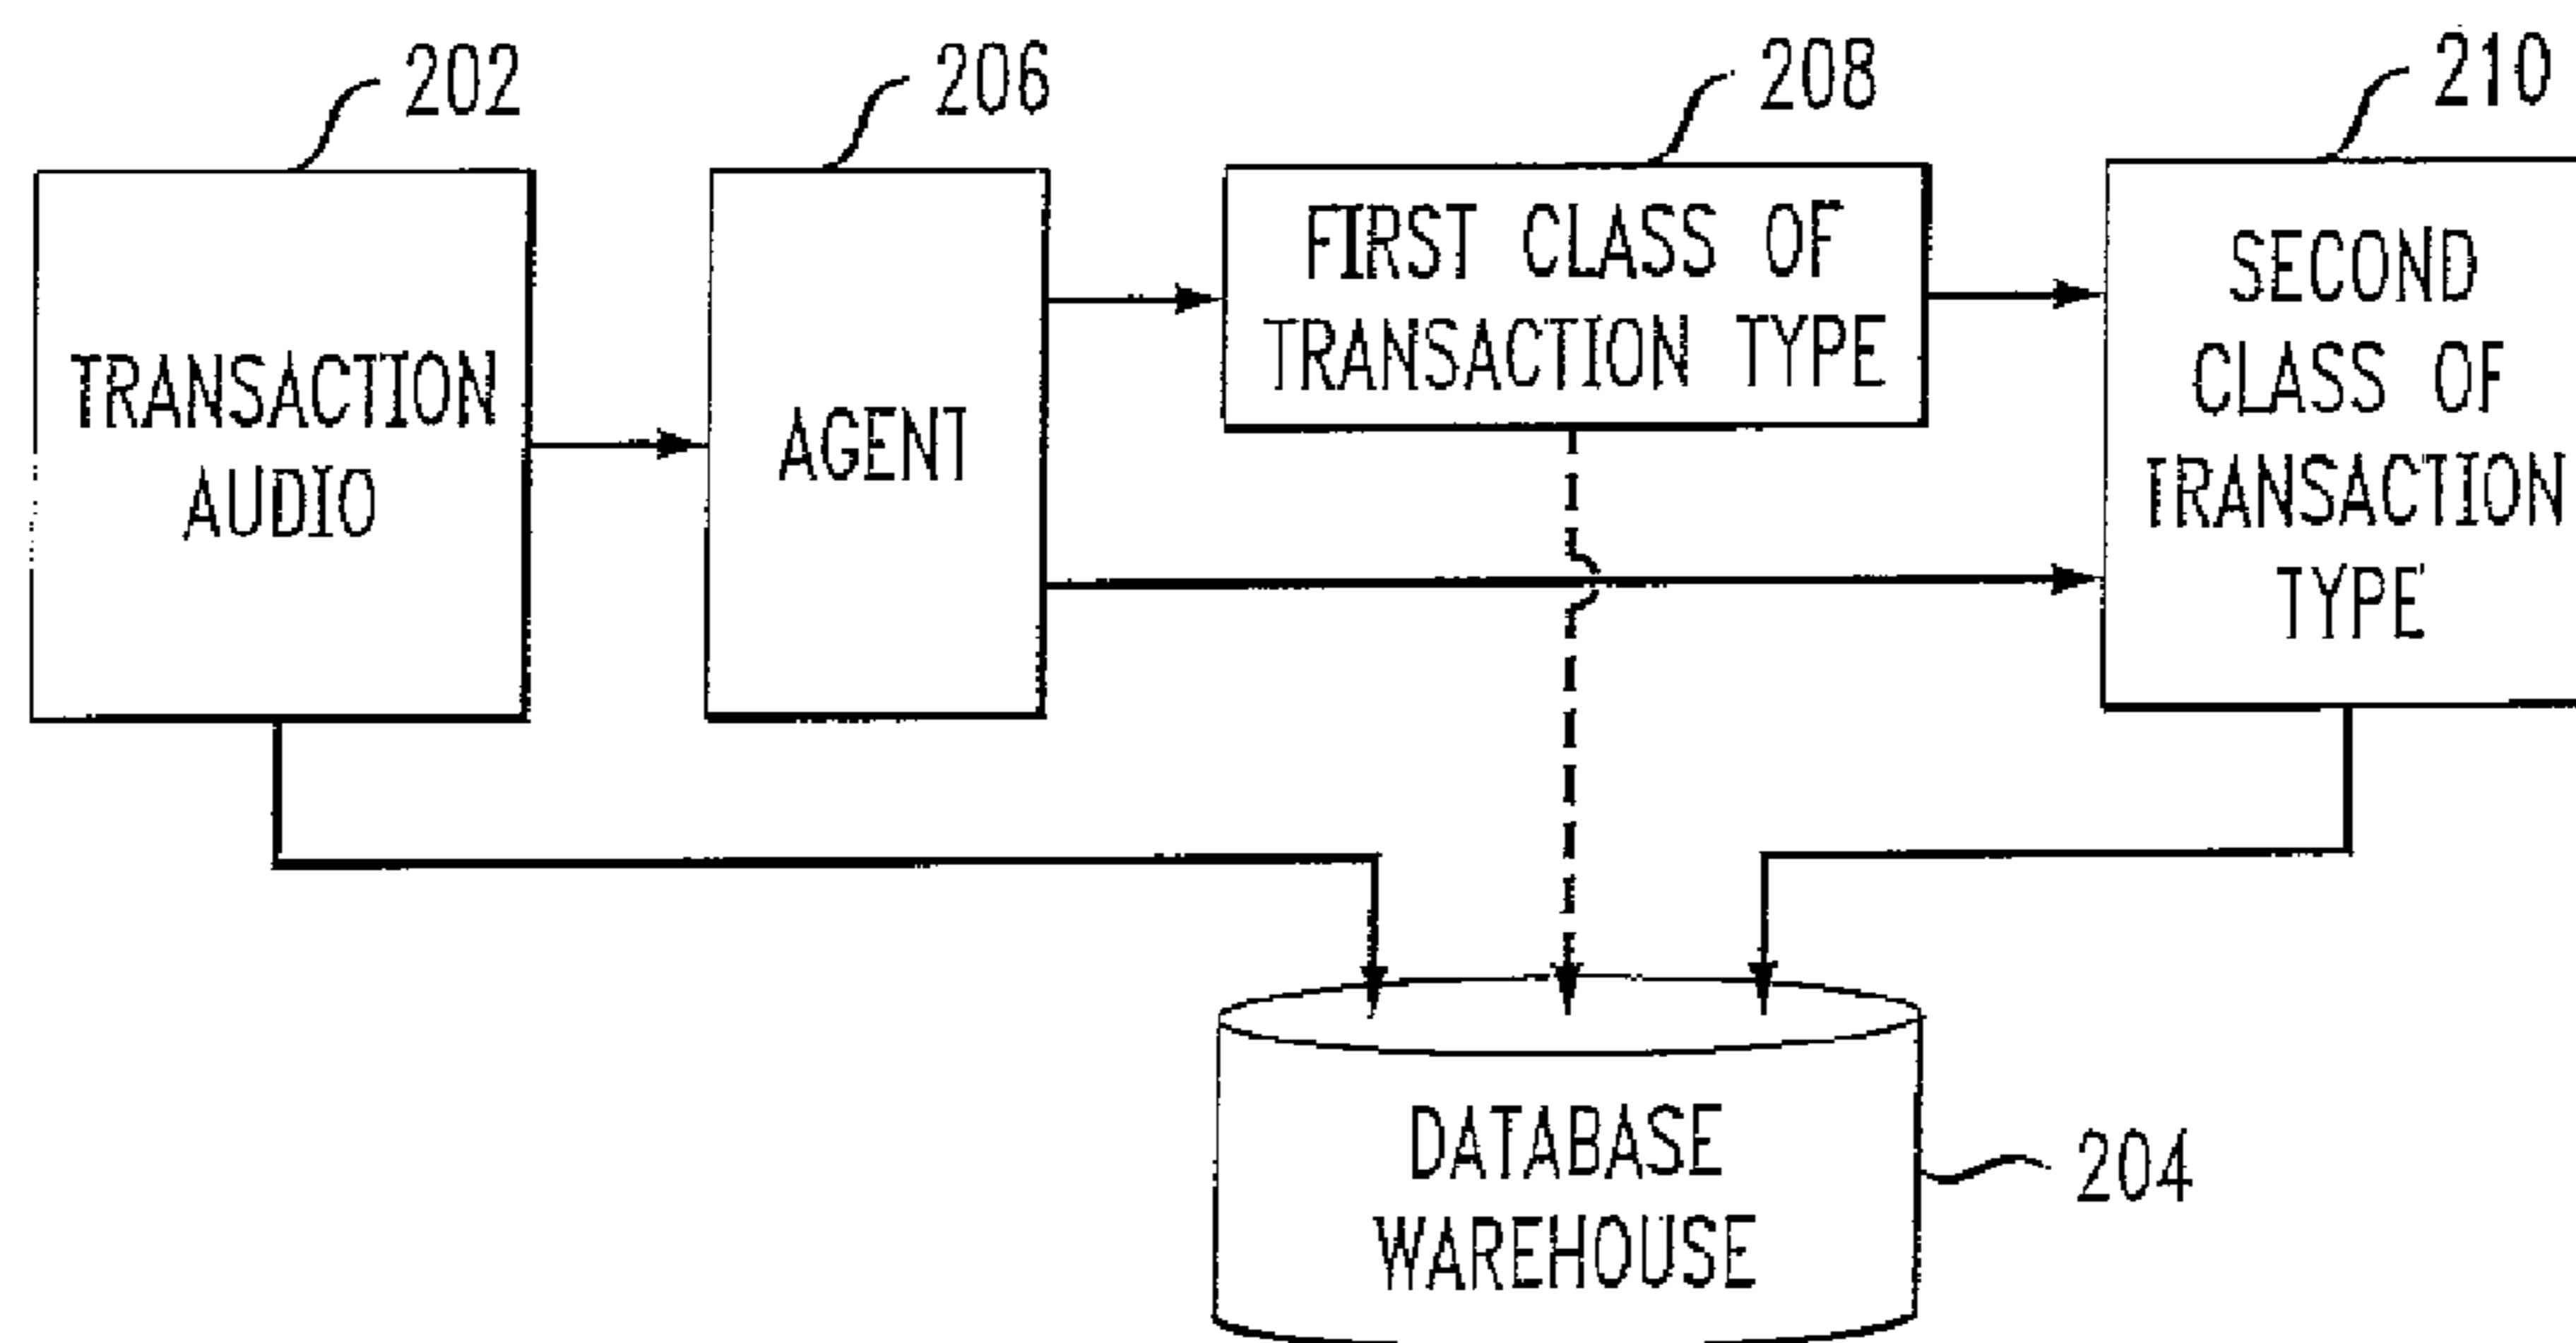 202
206
208
210
TRANSACTION
AUDIO
AGENT
FIRST CLASS OF
TRANSACTION TYPE
SECOND
CLASS OF
TRANSACTION
TYPE
DATABASE
WAREHOUSE
204